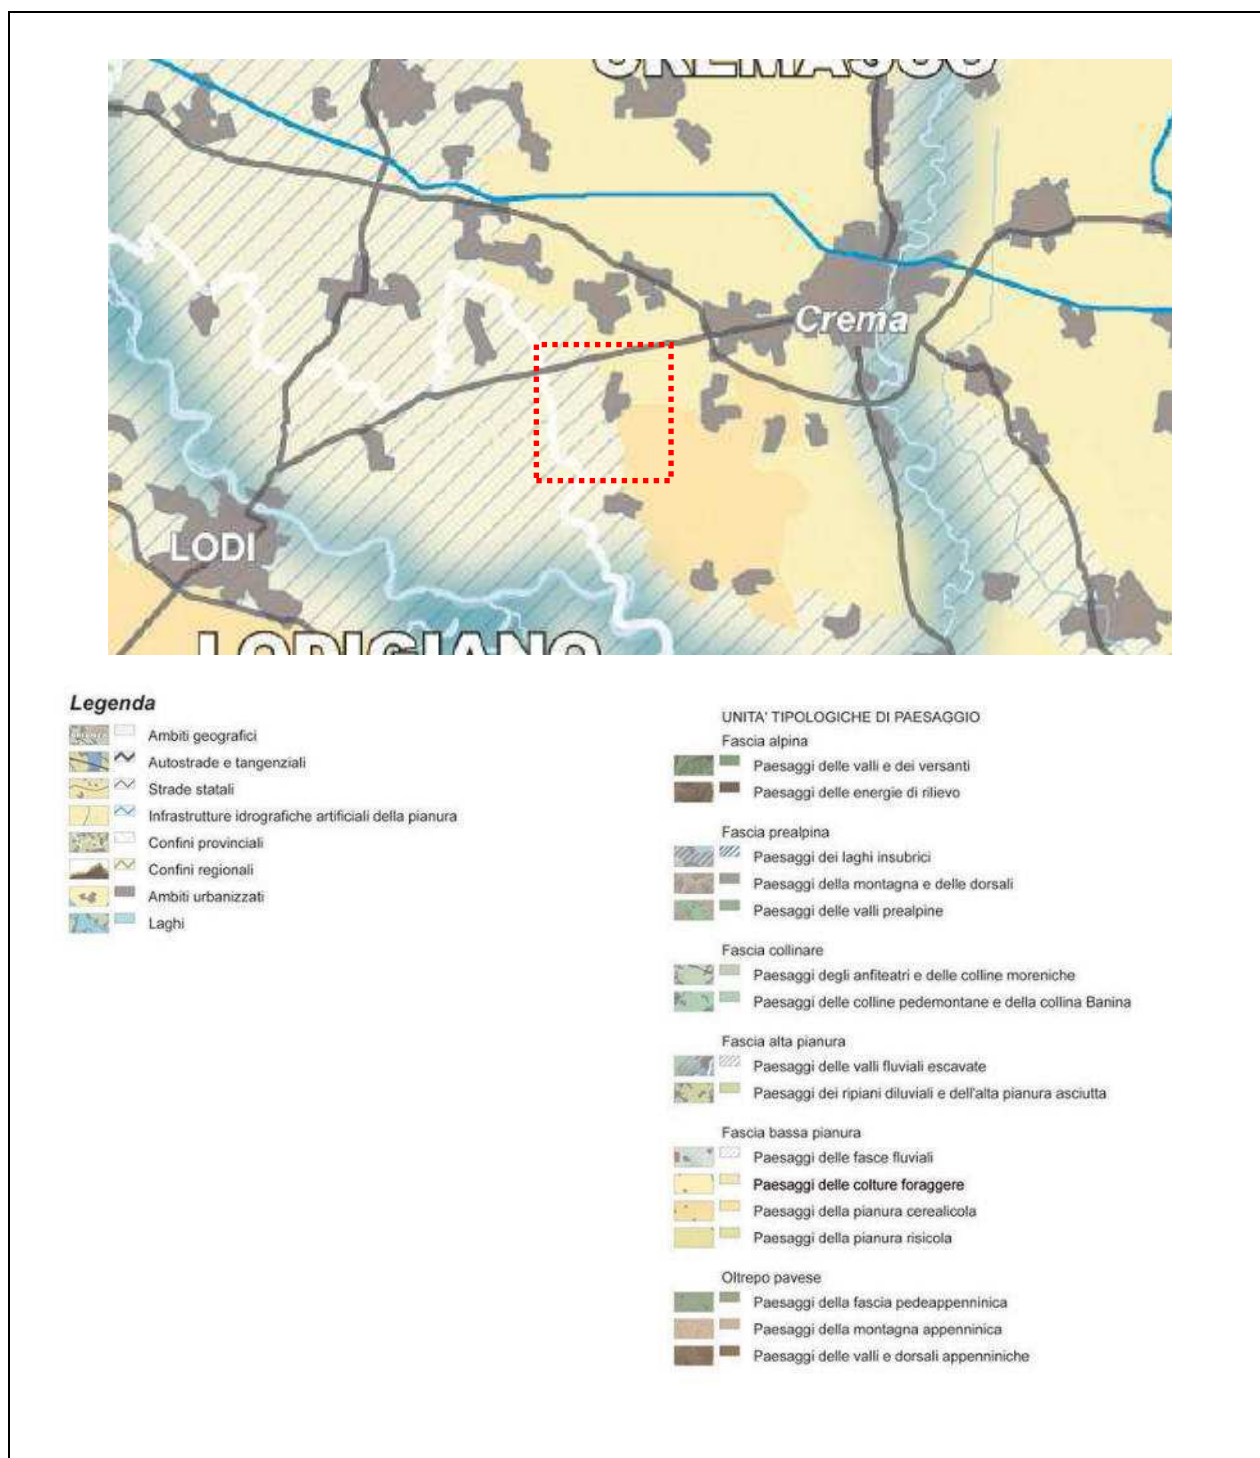 CREMASCO
Crema
LODI
LODIGIANO
Legenda
Ambiti geografici
Autostrade e tangenziali
Strade statali
Infrastrutture idrografiche artificiali della pianura
Confini provinciali
Confini regionali
Ambiti urbanizzati
Laghi
UNITA' TIPOLOGICHE DI PAESAGGIO
Fascia alpina
Paesaggi delle valli e dei versanti
Paesaggi delle energie di rilievo
Fascia prealpina
Paesaggi dei laghi insubrici
Paesaggi della montagna e delle dorsali
Paesaggi delle valli prealpine
Fascia collinare
Paesaggi degli anfiteatri e delle colline moreniche
Paesaggi delle colline pedemontane e della collina Banina
Fascia alta pianura
Paesaggi delle valli fluviali escavate
Paesaggi dei ripiani diluviali e dell'alta pianura asciutta
Fascia bassa pianura
Paesaggi delle fasce fluviali
Paesaggi delle colture foraggere
Paesaggi della pianura cerealicola
Paesaggi della pianura risicola
Oltrepo pavese
Paesaggi della fascia pedeappenninica
Paesaggi della montagna appenninica
Paesaggi delle valli e dorsali appenniniche